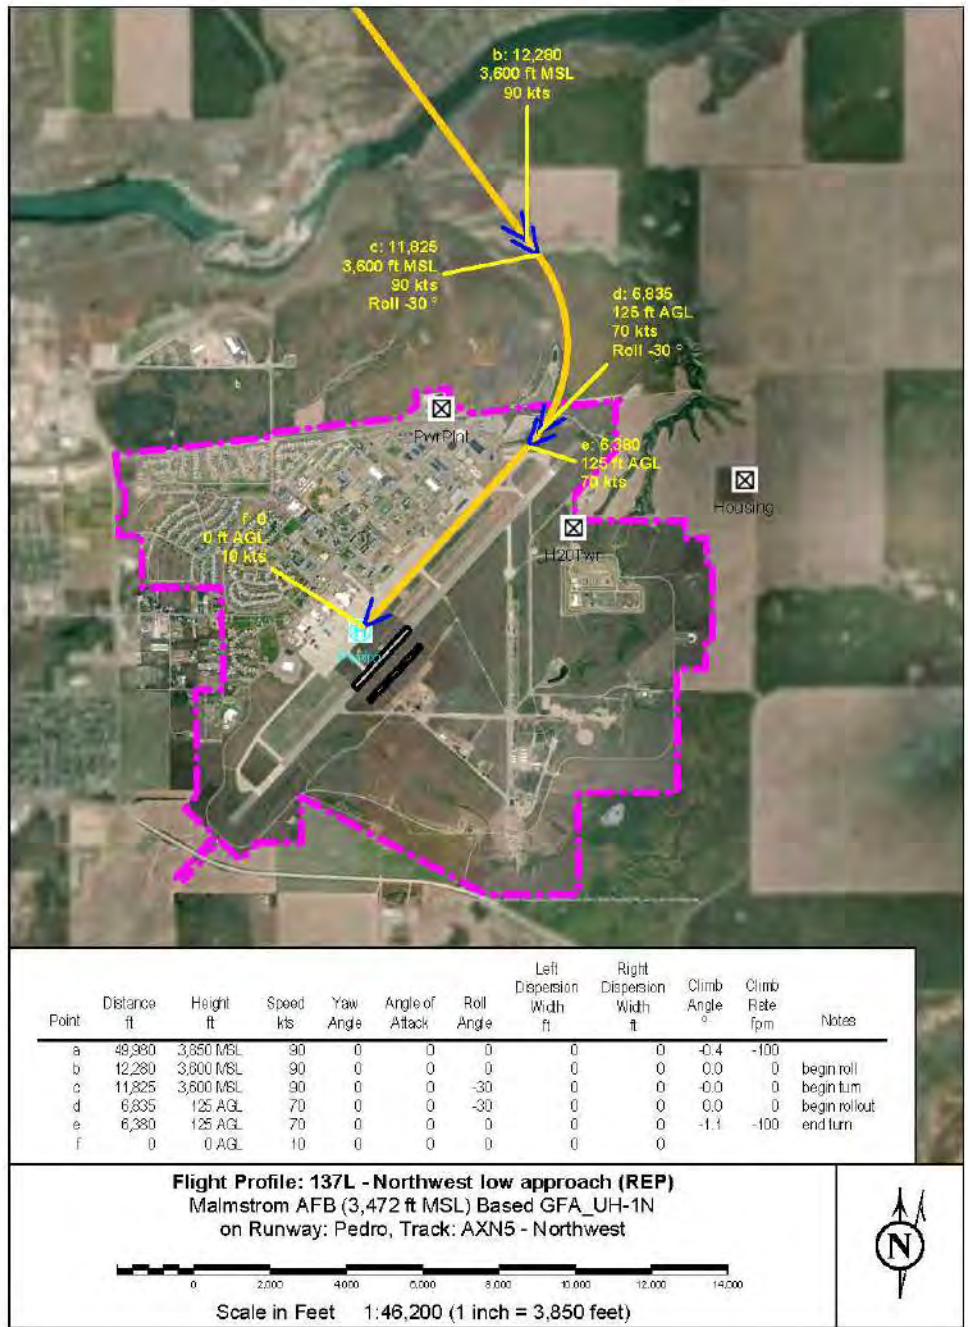 b: 12,280
3,600 ft MSL
90 kts
c: 11,825
3,600 ft MSL
90 kts
Roll -30 °
d: 6,835
125 ft AGL
70 kts
Roll -30 °
PwrPlnt
e: 6,380
125 ft AGL
70 kts
Housing
f: 0
0 ft AGL
10 kts
H20Twr
Pedro
Point Distance ft Height ft Speed kts Yaw Angle Angle of Attack Roll Angle Left Dispersion Width ft Right Dispersion Width ft Climb Angle ° Climb Rate fpm Notes
a 49,980 3,650 MSL 90 0 0 0 0 0 -0.4 -100
b 12,280 3,600 MSL 90 0 0 0 0 0 0.0 0 begin roll
c 11,825 3,600 MSL 90 0 0 -30 0 0 -0.0 0 begin turn
d 6,835 125 AGL 70 0 0 -30 0 0 0.0 0 begin rollout
e 6,380 125 AGL 70 0 0 0 0 0 -1.1 -100 end turn
f 0 0 AGL 10 0 0 0 0 0
Flight Profile: 137L - Northwest low approach (REP)
Malmstrom AFB (3,472 ft MSL) Based GFA_UH-1N
on Runway: Pedro, Track: AXN5 - Northwest
0 2,000 4,000 6,000 8,000 10,000 12,000 14,000
Scale in Feet 1:46,200 (1 inch = 3,850 feet)
N